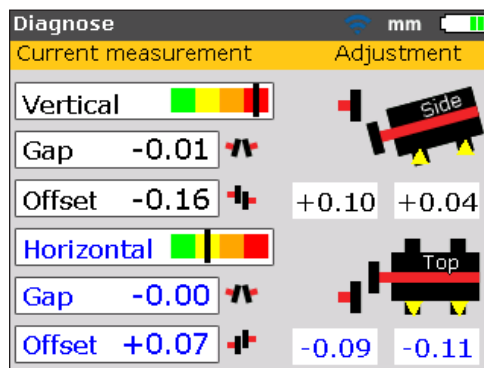 Diagnose mm
Current measurement Adjustment
Vertical
Side
Gap -0.01
Offset -0.16 +0.10 +0.04
Horizontal
Top
Gap -0.00
Offset +0.07 -0.09 -0.11